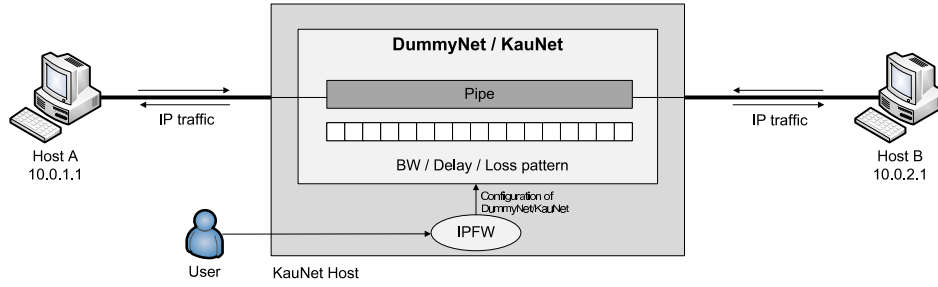 DummyNet / KauNet
Pipe
IP traffic
IP traffic
BW / Delay / Loss pattern
Host A
10.0.1.1
Host B
10.0.2.1
Configuration of
DummyNet/KauNet
IPFW
User
KauNet Host